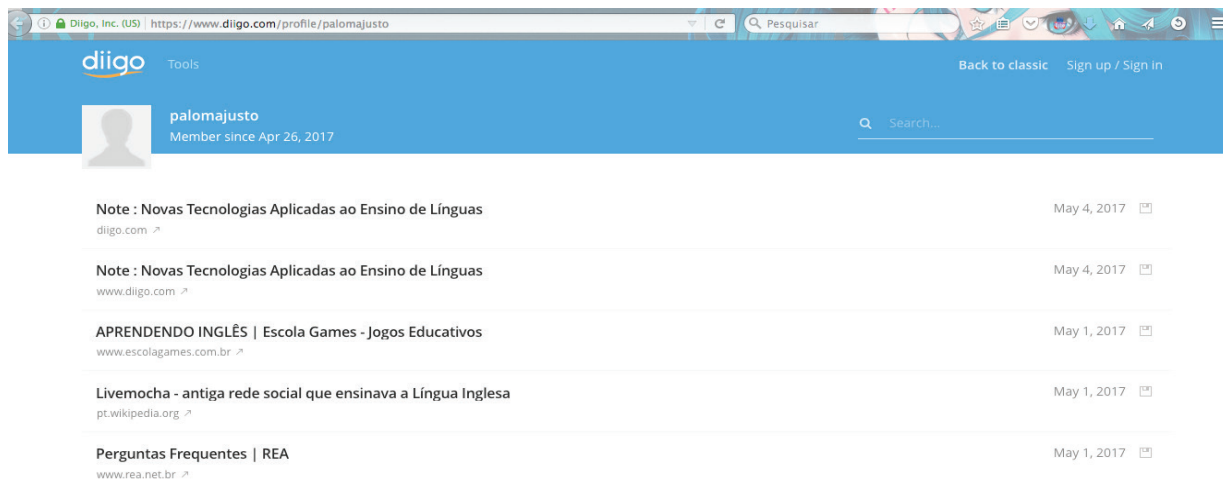 Diigo, Inc. (US) https://www.diigo.com/profile/palomajusto Pesquisar
diigo Tools Back to classic Sign up / Sign in
palomajusto
Member since Apr 26, 2017
Search...
Note : Novas Tecnologias Aplicadas ao Ensino de Línguas May 4, 2017
diigo.com
Note : Novas Tecnologias Aplicadas ao Ensino de Línguas May 4, 2017
www.diigo.com
APRENDENDO INGLÊS | Escola Games - Jogos Educativos May 1, 2017
www.escolagames.com.br
Livemocha - antiga rede social que ensinava a Língua Inglesa May 1, 2017
pt.wikipedia.org
Perguntas Frequentes | REA May 1, 2017
www.rea.net.br